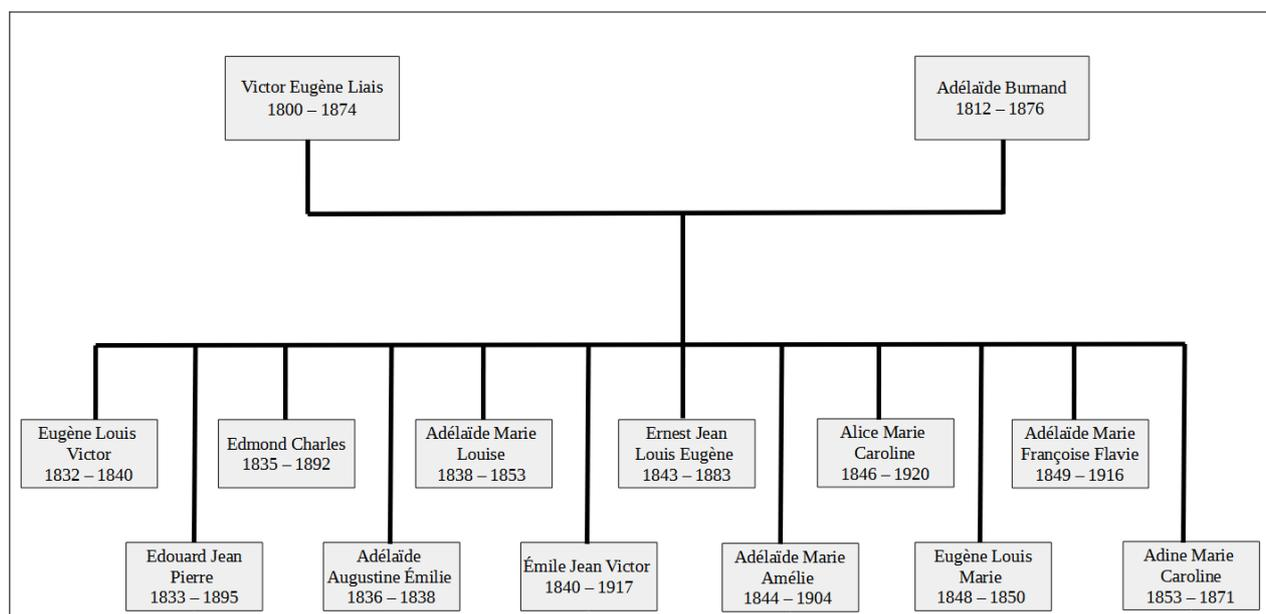 Victor Eugène Liais
1800 – 1874
Adélaïde Burnand
1812 – 1876
Eugène Louis
Victor
1832 – 1840
Edmond Charles
1835 – 1892
Adélaïde Marie
Louise
1838 – 1853
Ernest Jean
Louis Eugène
1843 – 1883
Alice Marie
Caroline
1846 – 1920
Adélaïde Marie
Françoise Flavie
1849 – 1916
Edouard Jean
Pierre
1833 – 1895
Adélaïde
Augustine Émilie
1836 – 1838
Émile Jean Victor
1840 – 1917
Adélaïde Marie
Amélie
1844 – 1904
Eugène Louis
Marie
1848 – 1850
Adine Marie
Caroline
1853 – 1871